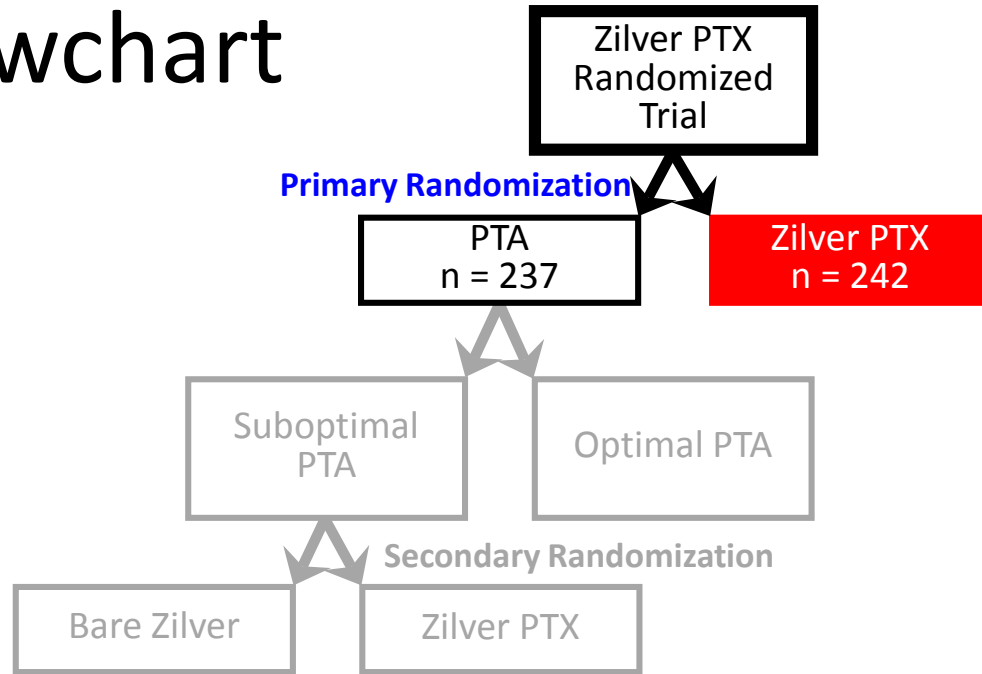 wchart
Zilver PTX
Randomized
Trial
Primary Randomization
PTA
n = 237
Zilver PTX
n = 242
Suboptimal
PTA
Optimal PTA
Secondary Randomization
Bare Zilver
Zilver PTX